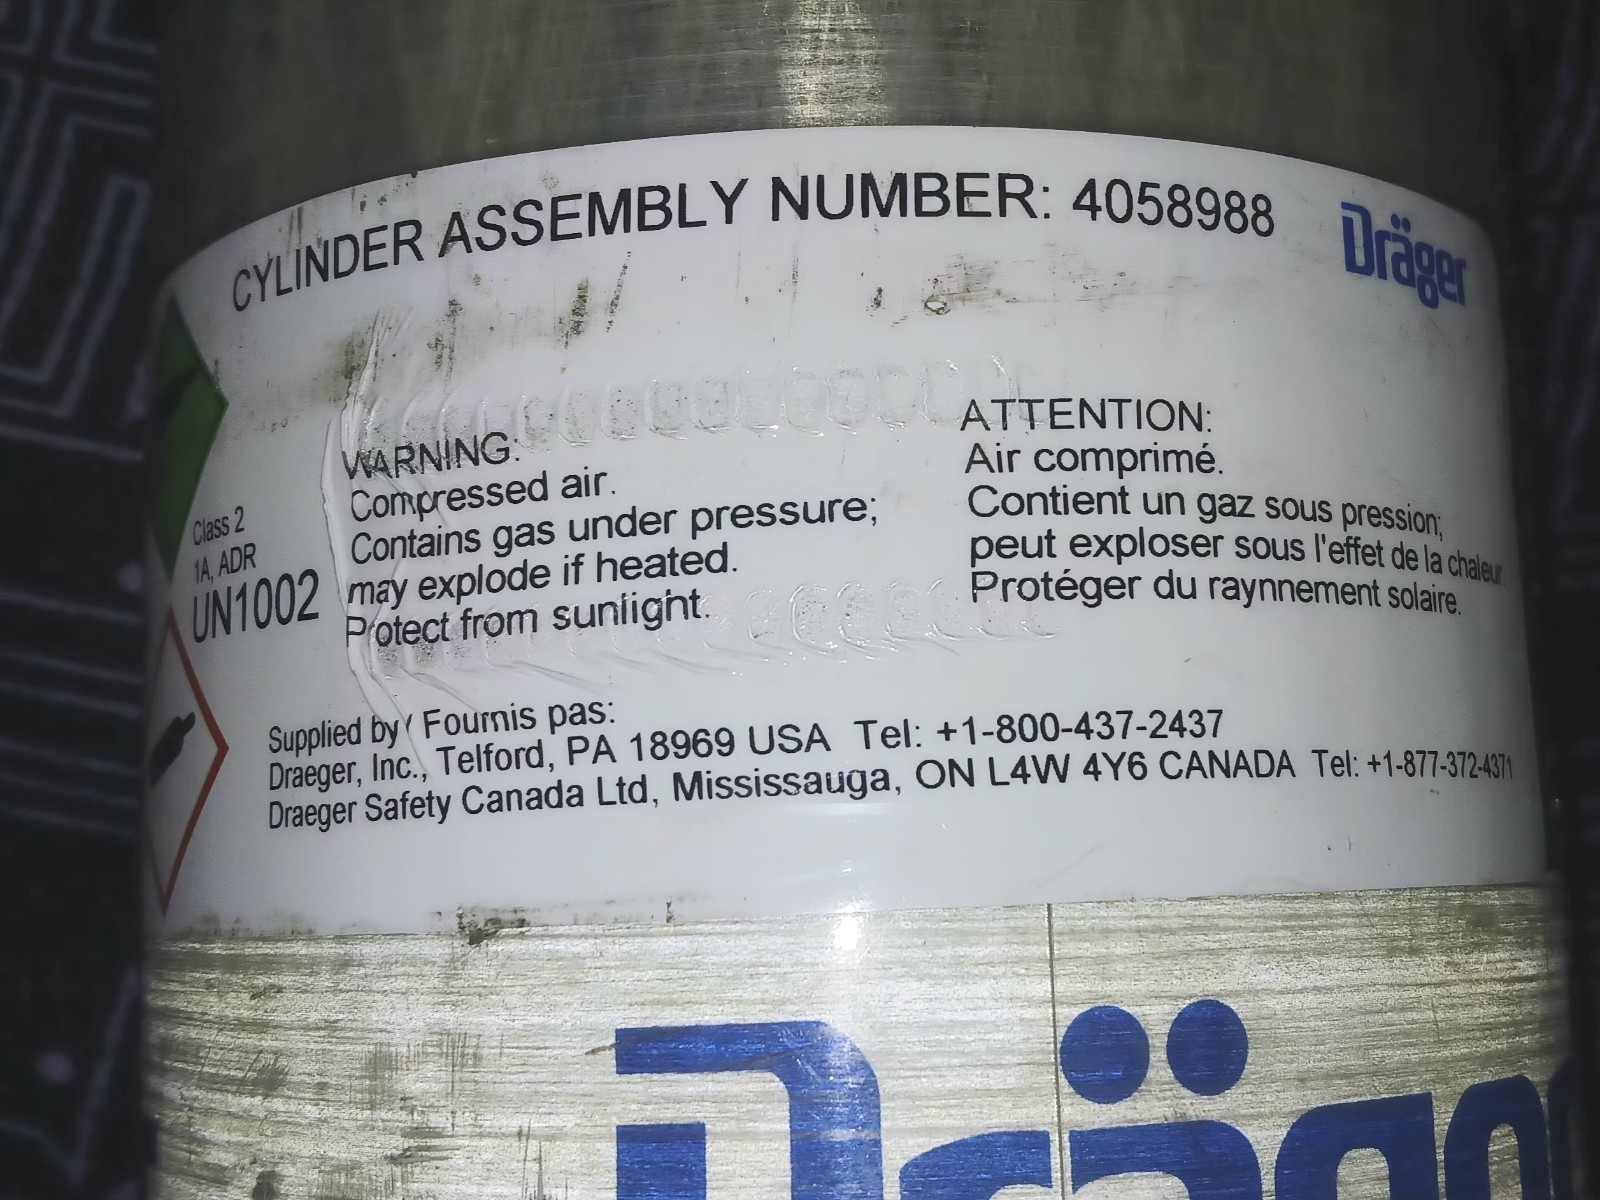 CYLINDER ASSEMBLY NUMBER: 4058988
Dräger
WARNING:
Compressed air.
Contains gas under pressure;
may explode if heated.
Protect from sunlight.
ATTENTION:
Air comprimé.
Contient un gaz sous pression;
peut exploser sous l'effet de la chaleur
Protéger du raynnement solaire.
Class 2
1A, ADR
UN1002
Supplied by / Fournis pas:
Draeger, Inc., Telford, PA 18969 USA Tel: +1-800-437-2437
Draeger Safety Canada Ltd, Mississauga, ON L4W 4Y6 CANADA Tel: +1-877-372-4371
Dräge